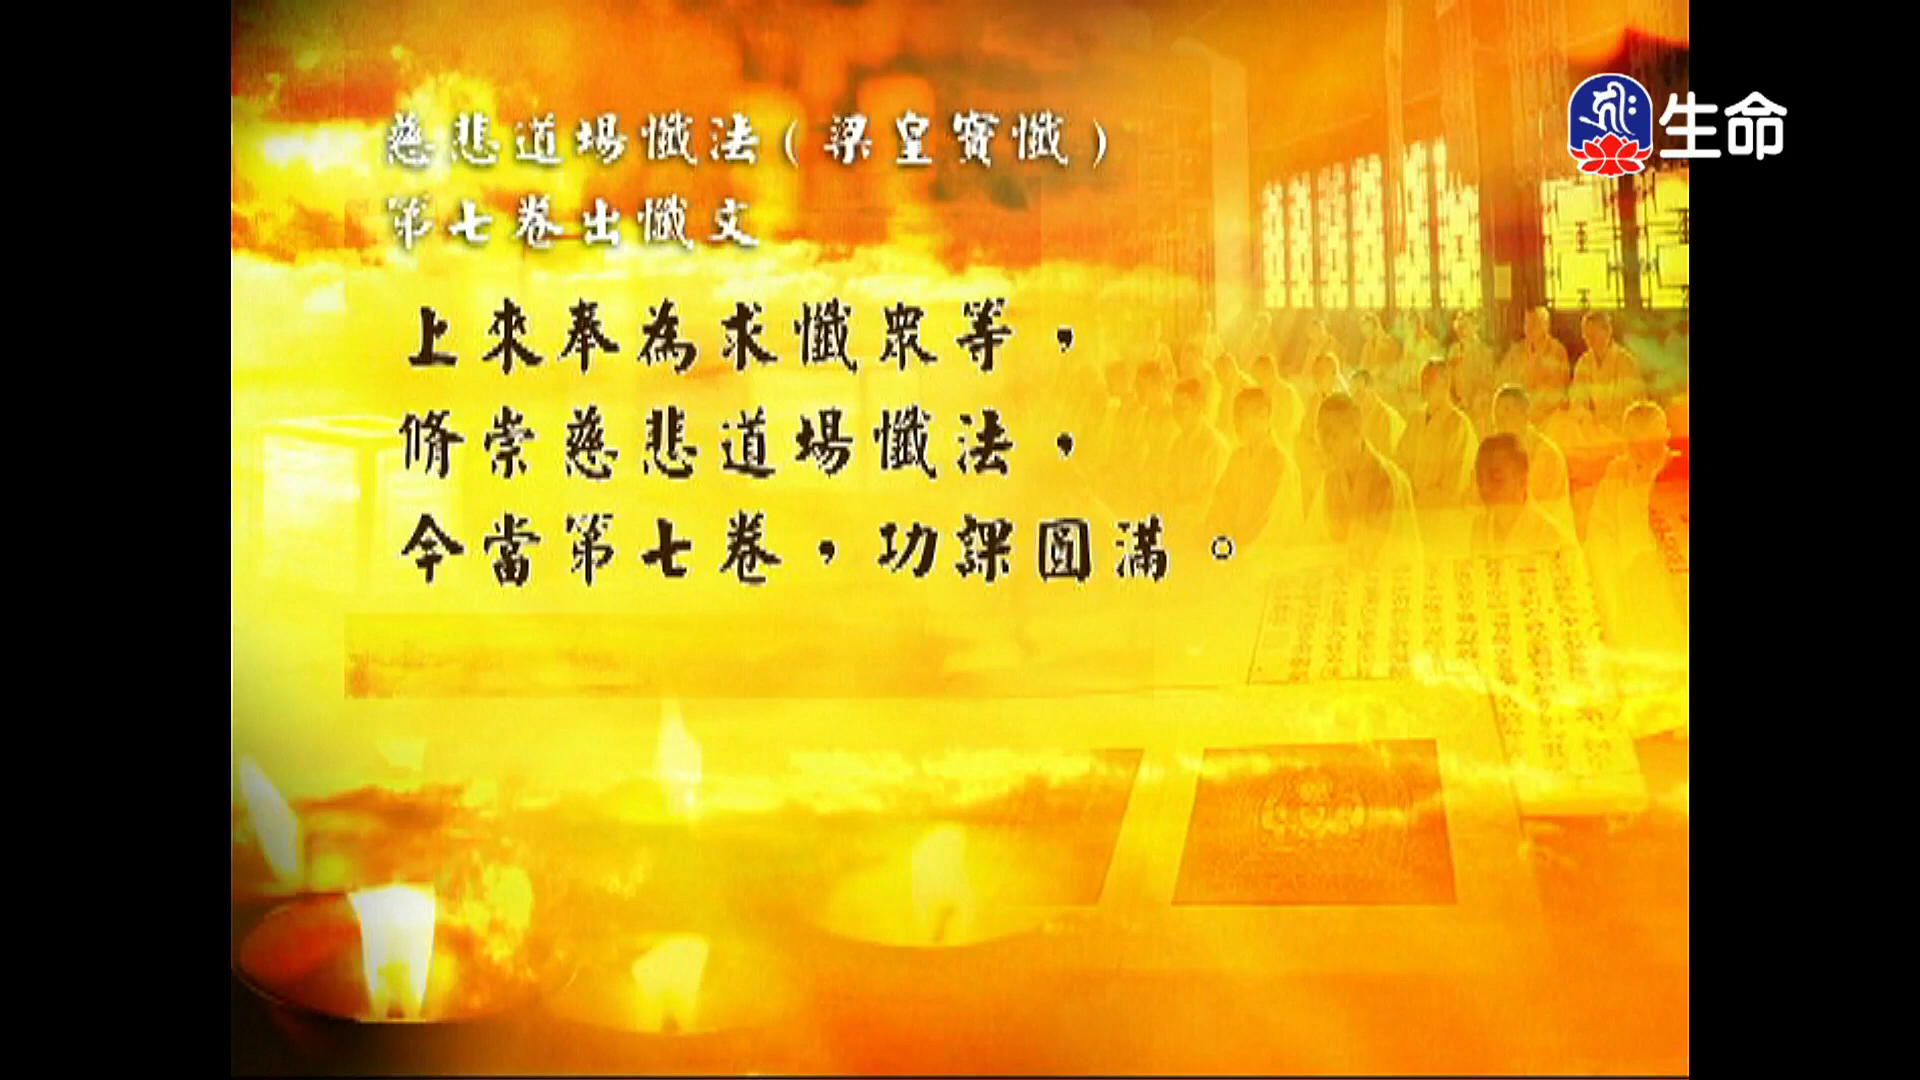 慈悲道場懺法(梁皇寶懺)
第七卷出懺文
生命
上來奉為求懺眾等，
脩崇慈悲道場懺法，
今當第七卷，功課圓滿。